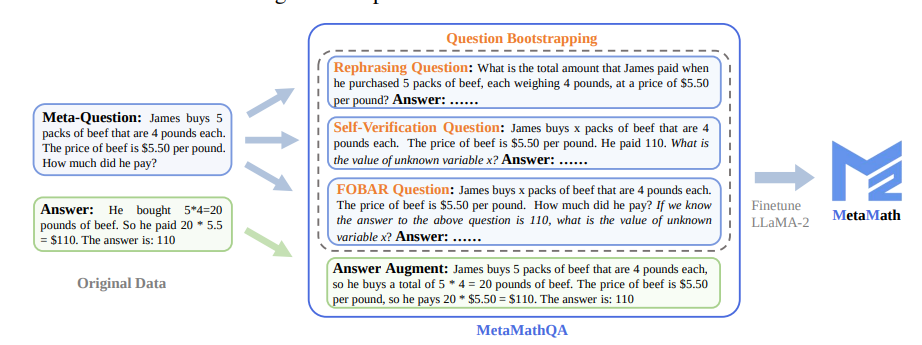 Question Bootstrapping
Rephrasing Question: What is the total amount that James paid when
he purchased 5 packs of beef, each weighing 4 pounds, at a price of $5.50
per pound? Answer: ……
Meta-Question: James buys 5
packs of beef that are 4 pounds each.
The price of beef is $5.50 per pound.
How much did he pay?
Self-Verification Question: James buys x packs of beef that are 4
pounds each. The price of beef is $5.50 per pound. He paid 110. What is
the value of unknown variable x? Answer: ……
FOBAR Question: James buys x packs of beef that are 4 pounds each.
The price of beef is $5.50 per pound. How much did he pay? If we know
the answer to the above question is 110, what is the value of unknown
variable x? Answer: ……
Answer: He bought 5*4=20
pounds of beef. So he paid 20 * 5.5
= $110. The answer is: 110
Original Data
Answer Augment: James buys 5 packs of beef that are 4 pounds each,
so he buys a total of 5 * 4 = 20 pounds of beef. The price of beef is $5.50
per pound, so he pays 20 * $5.50 = $110. The answer is: 110
MetaMathQA
Finetune
LLaMA-2
MetaMath